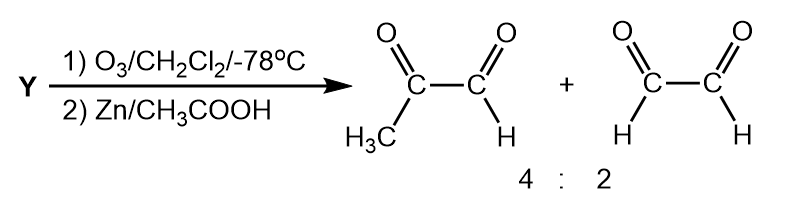 1) O3/CH2Cl2/-78ºC
Y
2) Zn/CH3COOH
O O
C C
H3C H
+
O O
C C
H H
4 : 2